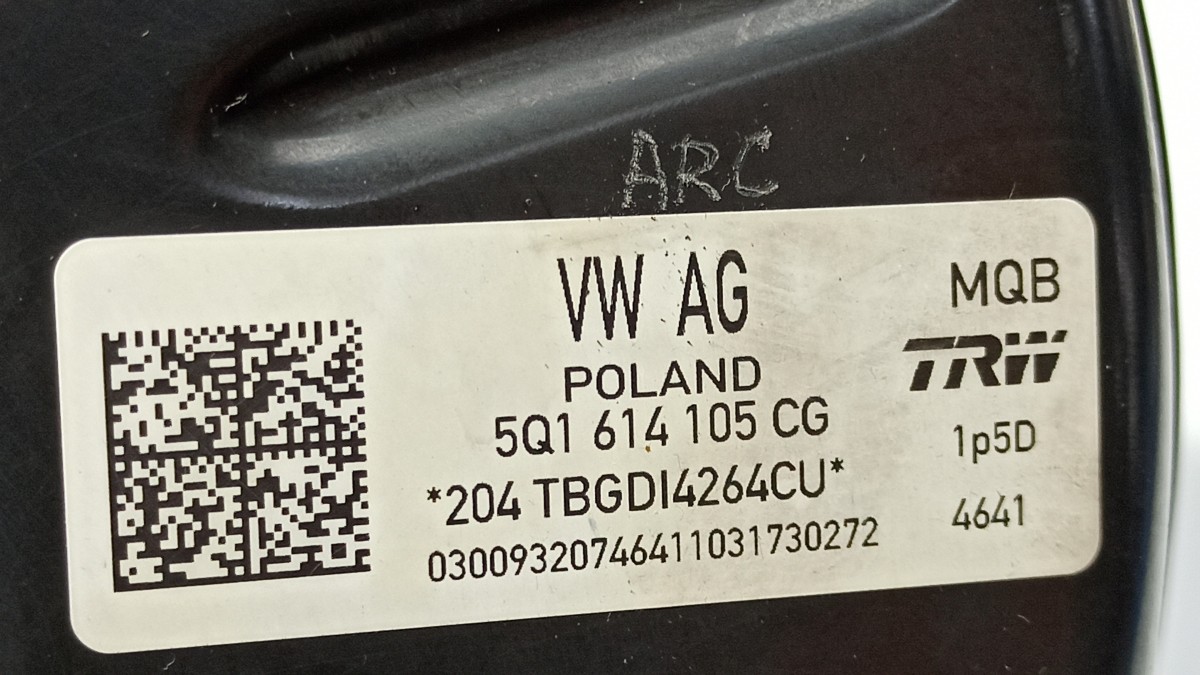 ARC
VW AG
MQB
TRW
POLAND
5Q1 614 105 CG
1p5D
*204 TBGDI4264CU*
4641
03009320746411031730272